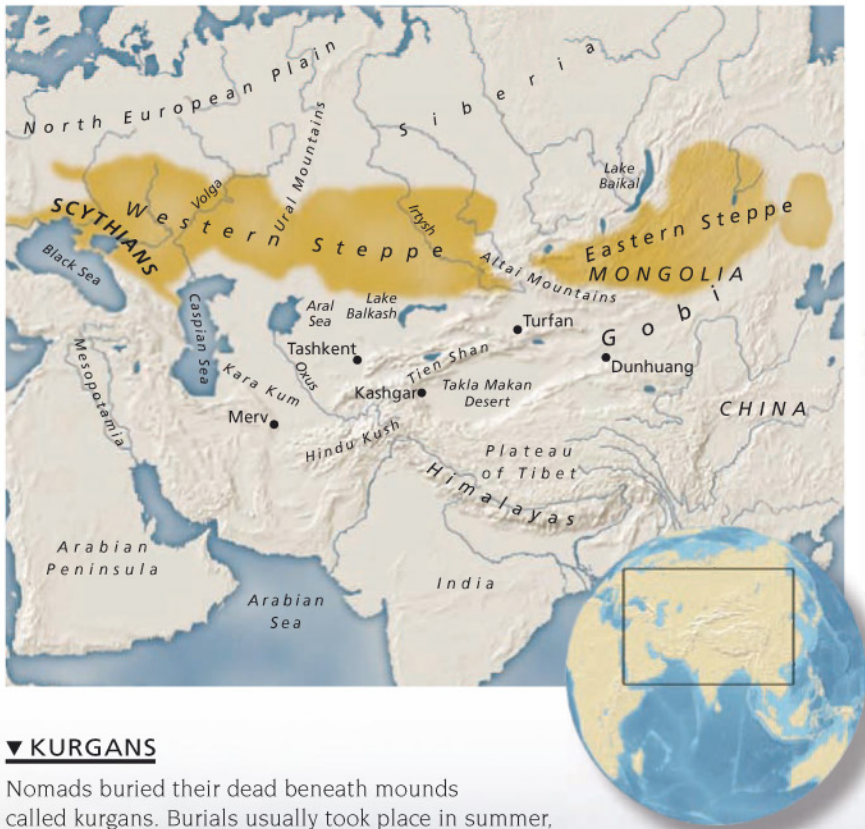 North European Plain
Siberia
Ural Mountains
Volga
Irtysh
Lake
Baikal
Western Steppe
SCYTHIANS
Eastern Steppe
MONGOLIA
Black Sea
Altai Mountains
Gobi
Caspian Sea
Aral
Sea
Lake
Balkash
Turfan
Tashkent
Tien Shan
Dunhuang
Mesopotamia
Kara Kum
Oxus
Kashgar
Takla Makan
Desert
CHINA
Merv
Hindu Kush
Plateau
of Tibet
Himalayas
Arabian
Peninsula
India
Arabian
Sea
▼ KURGANS
Nomads buried their dead beneath mounds
called kurgans. Burials usually took place in summer,